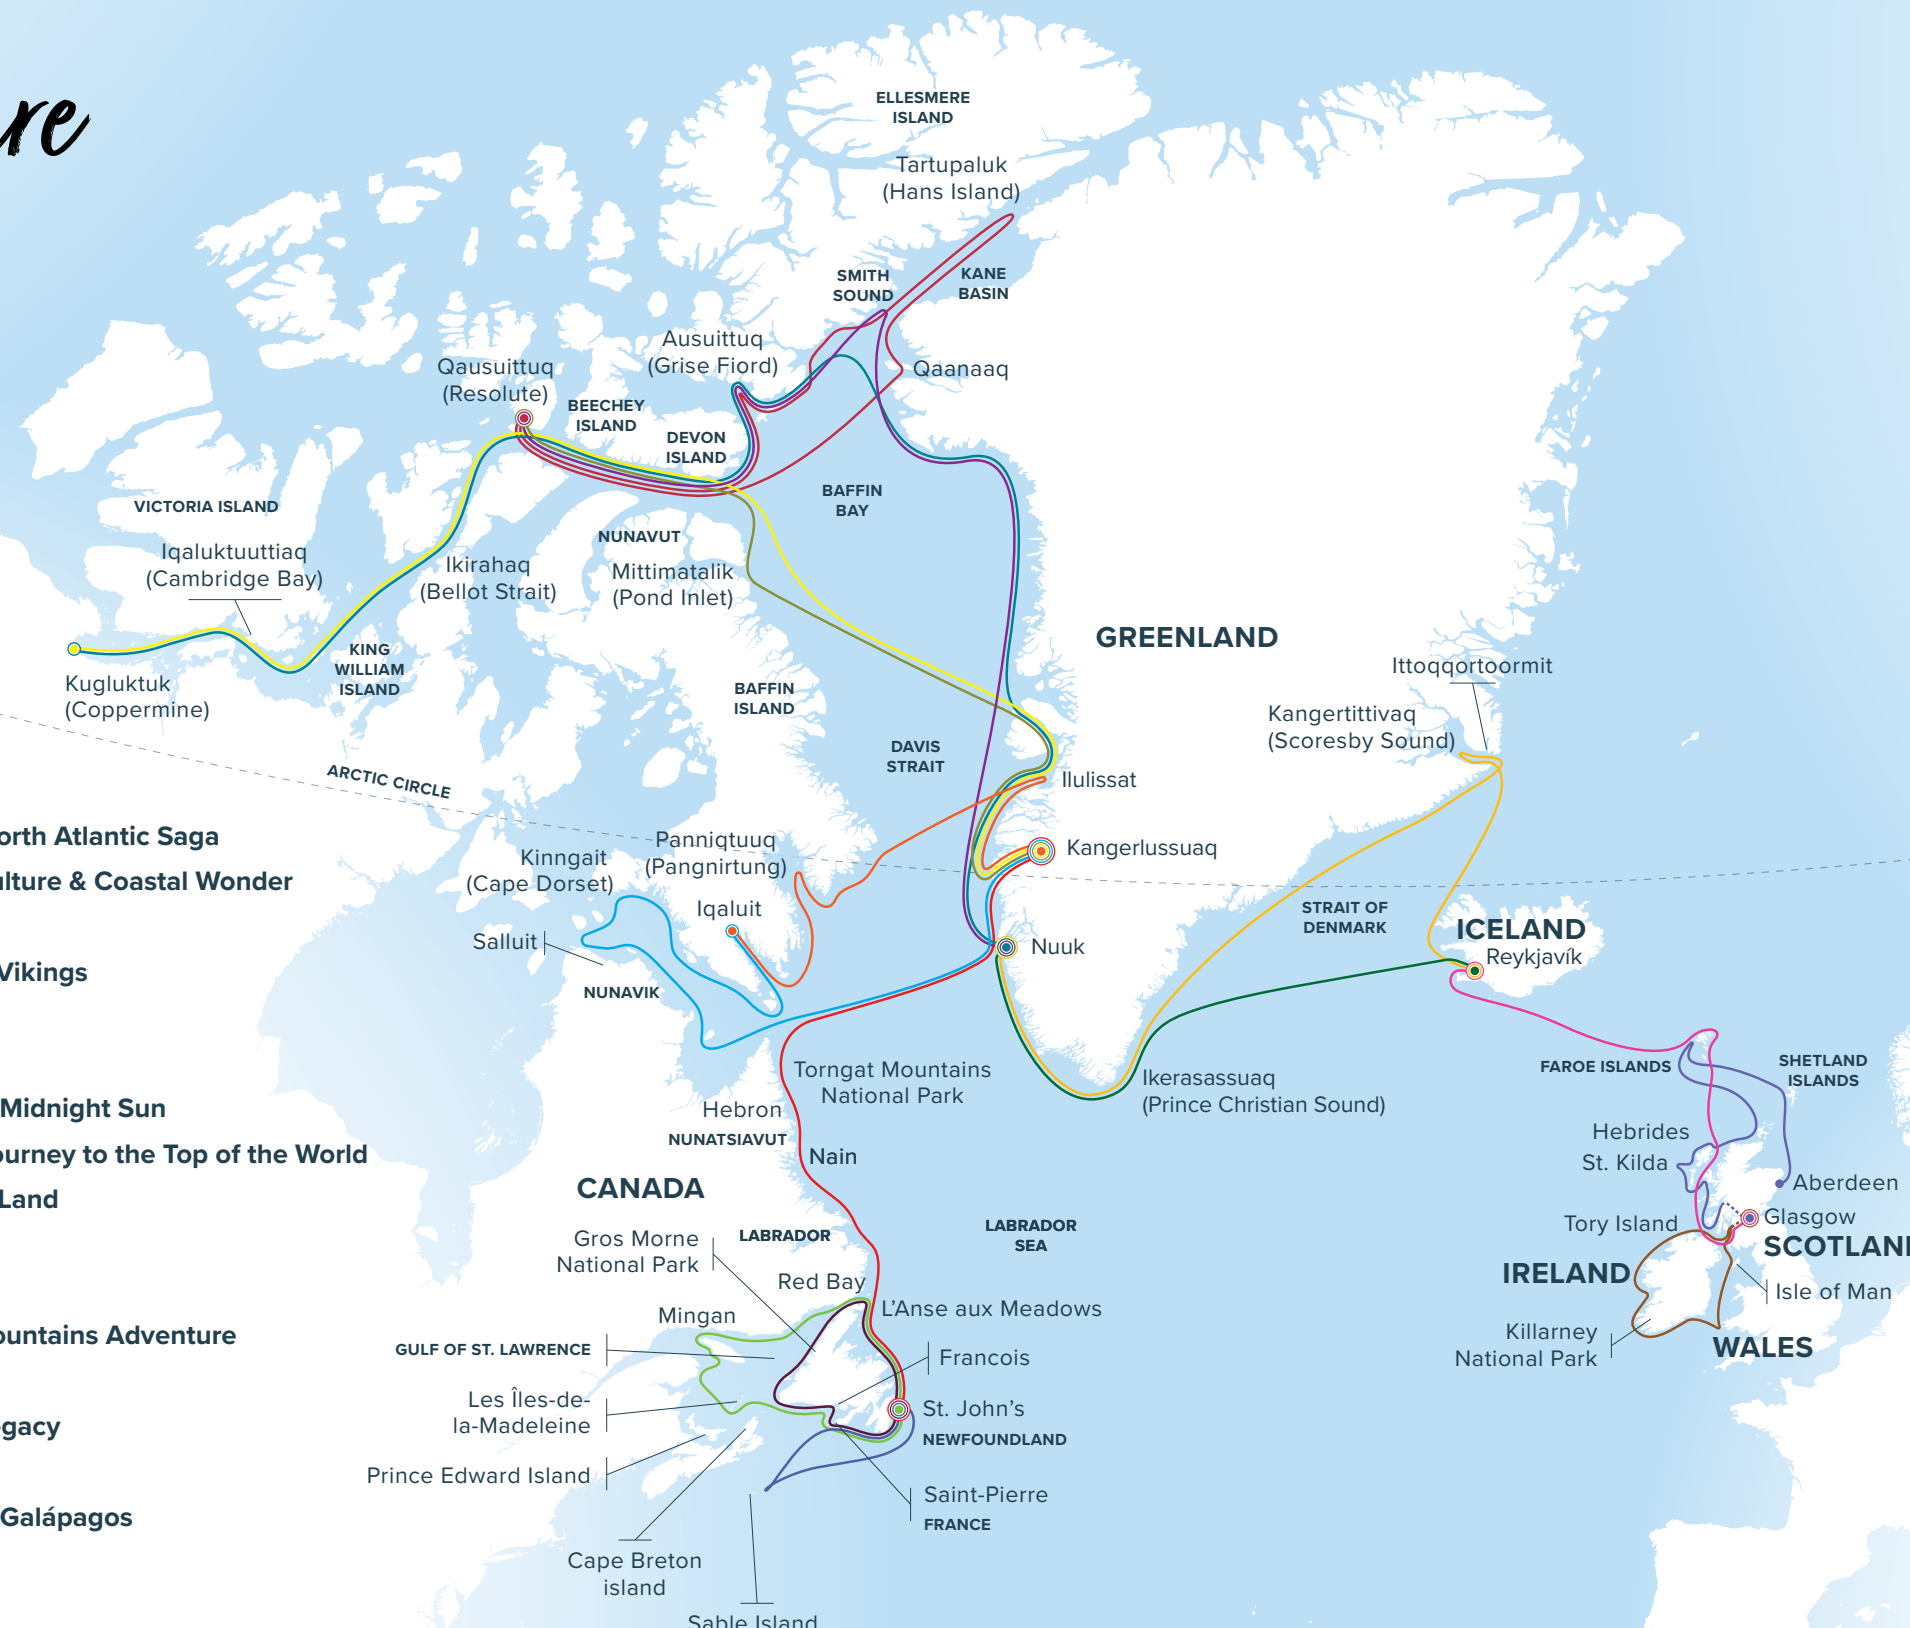 ELLESMERE
ISLAND
Tartupaluk
(Hans Island)
SMITH
SOUND
KANE
BASIN
Ausuittuq
(Grise Fiord)
Qausuittuq
(Resolute)
Qaanaaq
BEECHEY
ISLAND
DEVON
ISLAND
BAFFIN
BAY
VICTORIA ISLAND
NUNAVUT
Iqaluktuuttiaq
(Cambridge Bay)
Ikirahaq
(Bellot Strait)
Mittimatalik
(Pond Inlet)
KING
WILLIAM
ISLAND
GREENLAND
Ittoqqortoormit
Kugluktuk
(Coppermine)
BAFFIN
ISLAND
Kangertittivaq
(Scoresby Sound)
DAVIS
STRAIT
ARCTIC CIRCLE
Ilulissat
orth Atlantic Saga
Panniqtuuq
(Pangnirtung)
Kinngait
(Cape Dorset)
Kangerlussuaq
ulture & Coastal Wonder
Iqaluit
STRAIT OF
DENMARK
ICELAND
Reykjavík
Salluit
Nuuk
Vikings
NUNAVIK
Torngat Mountains
National Park
Ikerasassuaq
(Prince Christian Sound)
FAROE ISLANDS
SHETLAND
ISLANDS
Midnight Sun
Hebron
NUNATSIAVUT
Nain
Hebrides
St. Kilda
ourney to the Top of the World
CANADA
Aberdeen
Land
Tory Island
Glasgow
SCOTLAN
Gros Morne
National Park
LABRADOR
LABRADOR
SEA
IRELAND
Red Bay
Isle of Man
Mingan
L'Anse aux Meadows
ountains Adventure
GULF OF ST. LAWRENCE
Francois
Killarney
National Park
WALES
Les Îles-de-
la-Madeleine
St. John's
NEWFOUNDLAND
egacy
Prince Edward Island
Saint-Pierre
FRANCE
Galápagos
Cape Breton
island
Sable Island